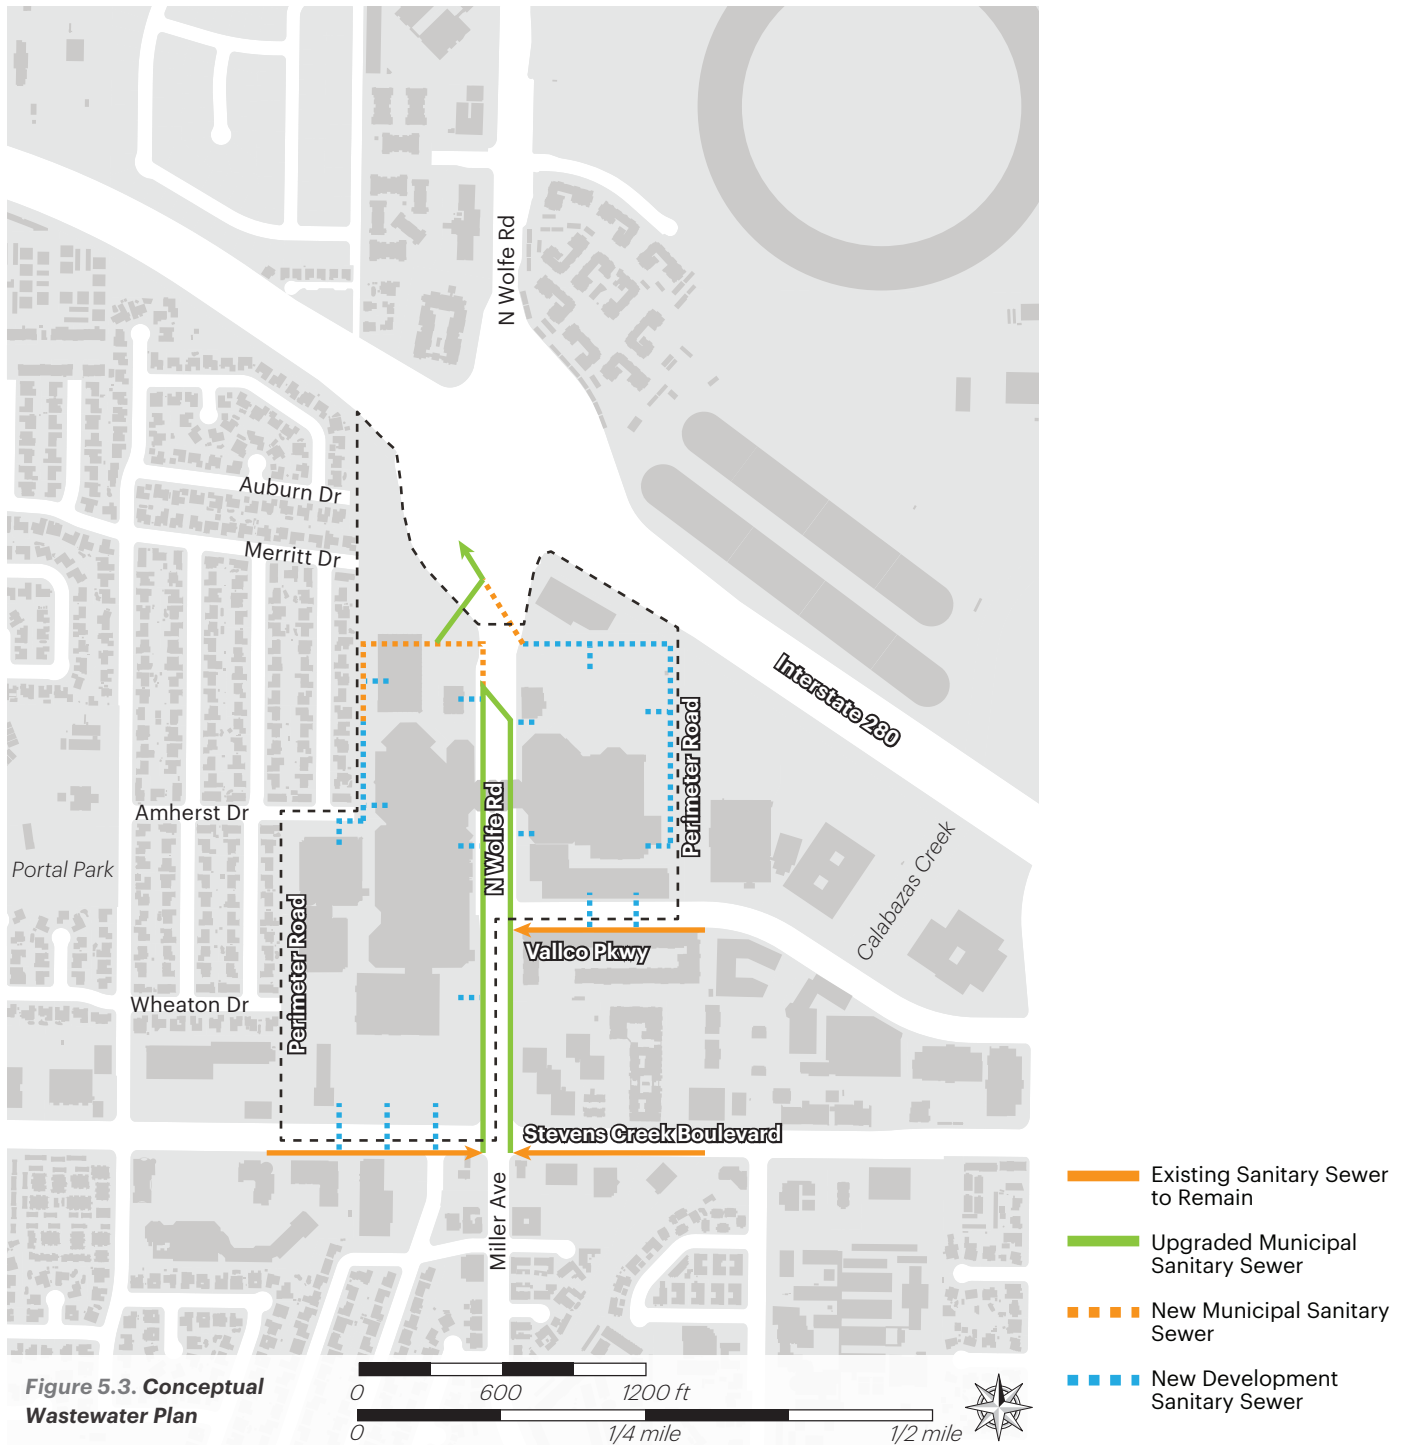 N Wolfe Rd
Auburn Dr
Merritt Dr
Interstate 280
Perimeter Road
N Wolfe Rd
Amherst Dr
Portal Park
Calabazas Creek
Perimeter Road
Vallco Pkwy
Wheaton Dr
Stevens Creek Boulevard
Miller Ave
Existing Sanitary Sewer
to Remain
Upgraded Municipal
Sanitary Sewer
New Municipal Sanitary
Sewer
New Development
Sanitary Sewer
Figure 5.3. Conceptual
Wastewater Plan
0 600 1200 ft
0 1/4 mile 1/2 mile